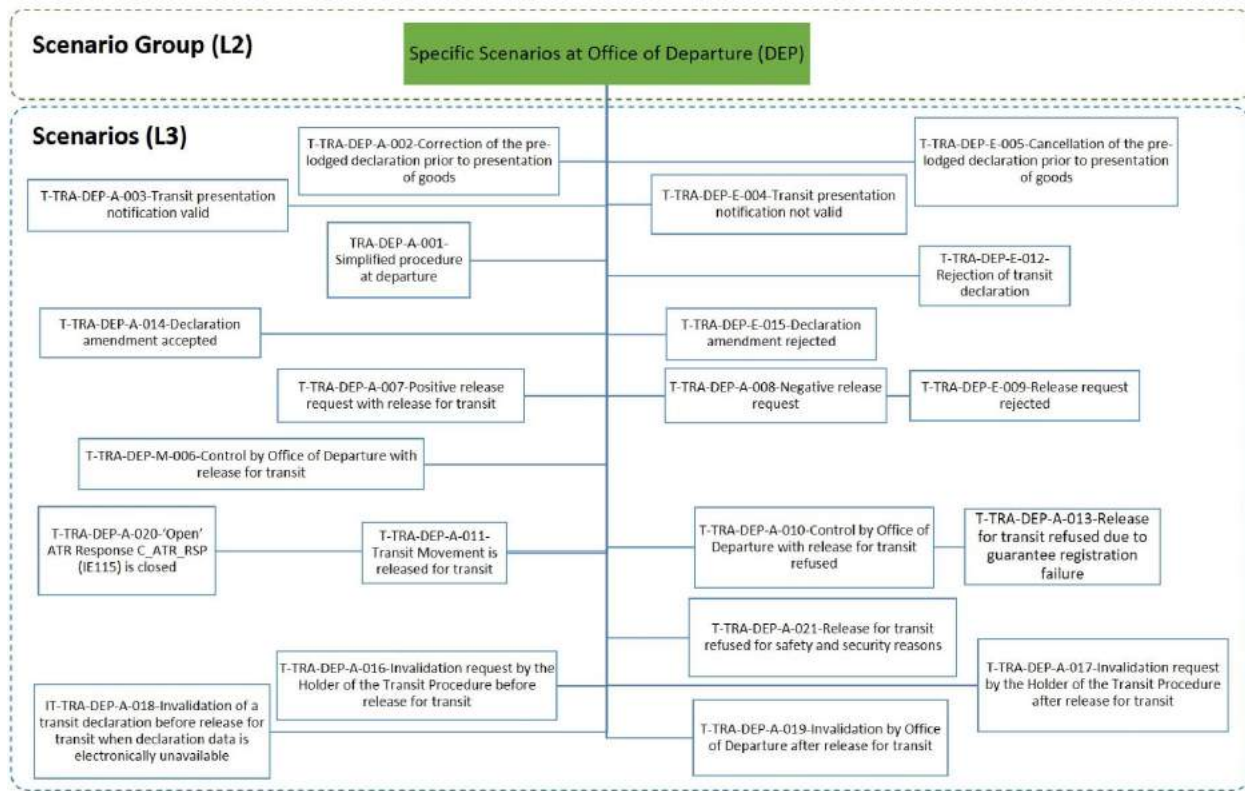 Scenario Group (L2)
Specific Scenarios at Office of Departure (DEP)
Scenarios (L3)
T-TRA-DEP-A-002-Correction of the pre-
lodged declaration prior to presentation
of goods
T-TRA-DEP-E-005-Cancellation of the pre-
lodged declaration prior to presentation of
goods
T-TRA-DEP-A-003-Transit presentation
notification valid
T-TRA-DEP-E-004-Transit presentation
notification not valid
TRA-DEP-A-001-
Simplified procedure
at departure
T-TRA-DEP-E-012-
Rejection of transit
declaration
T-TRA-DEP-A-014-Declaration
amendment accepted
T-TRA-DEP-E-015-Declaration
amendment rejected
T-TRA-DEP-A-007-Positive release
request with release for transit
T-TRA-DEP-A-008-Negative release
request
T-TRA-DEP-E-009-Release request
rejected
T-TRA-DEP-M-006-Control by Office of Departure with
release for transit
T-TRA-DEP-A-020-'Open'
ATR Response C_ATR_RSP
(IE115) is closed
T-TRA-DEP-A-011-
Transit Movement is
released for transit
T-TRA-DEP-A-010-Control by Office of
Departure with release for transit
refused
T-TRA-DEP-A-013-Release
for transit refused due to
guarantee registration
failure
T-TRA-DEP-A-021-Release for transit
refused for safety and security reasons
T-TRA-DEP-A-016-Invalidation request by the
Holder of the Transit Procedure before
release for transit
T-TRA-DEP-A-017-Invalidation request
by the Holder of the Transit Procedure
after release for transit
IT-TRA-DEP-A-018-Invalidation of a
transit declaration before release for
transit when declaration data is
electronically unavailable
T-TRA-DEP-A-019-Invalidation by Office
of Departure after release for transit